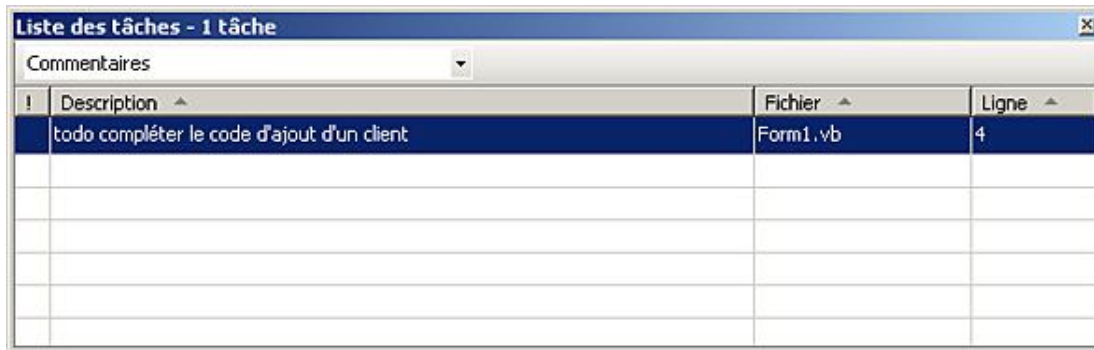 Liste des tâches - 1 tâche
Commentaires
! Description Fichier Ligne
todo compléter le code d'ajout d'un client Form1.vb 4